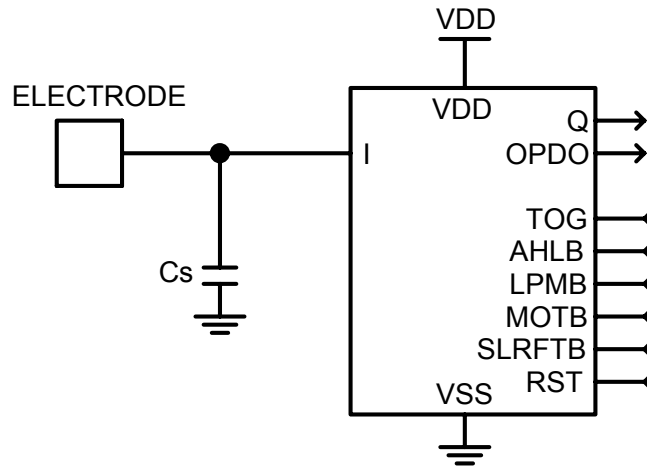 VDD
ELECTRODE
VDD
Q
I
OPDO
TOG
AHLB
Cs
LPMB
MOTB
SLRFTB
RST
VSS